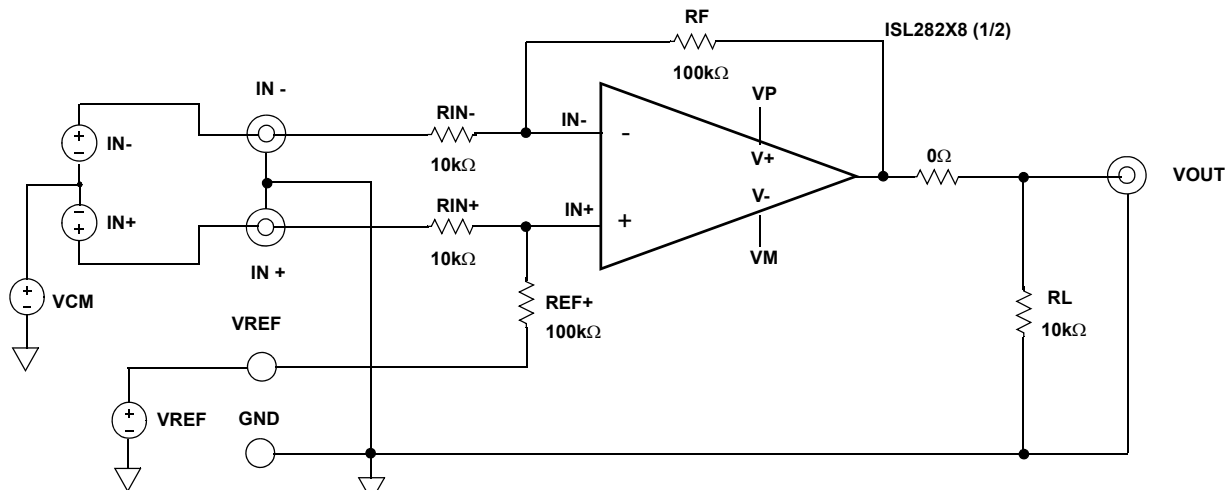 RF
ISL282X8 (1/2)
100kΩ
IN -
VP
IN-
RIN-
IN-
-
V+
0Ω
10kΩ
VOUT
IN+
RIN+
IN+
+
V-
10kΩ
VM
IN +
VCM
REF+
100kΩ
RL
10kΩ
VREF
VREF
GND